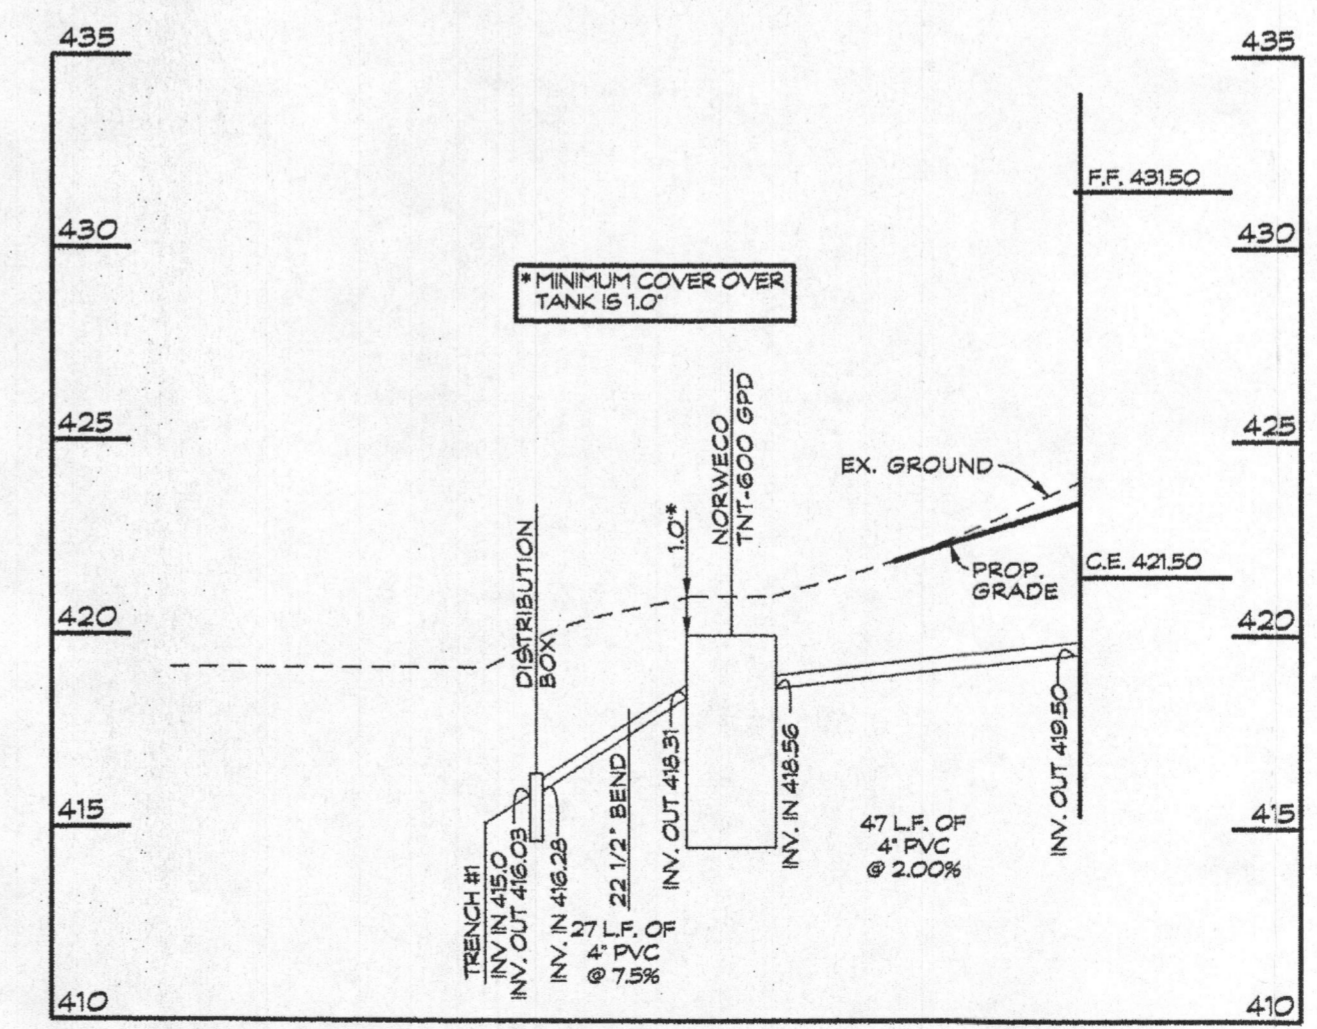 435
435
F.F. 431.50
430
430
* MINIMUM COVER OVER
TANK IS 1.0'
425
425
EX. GROUND
NORWECO
TNT-600 GPD
1.0'*
DISTRIBUTION
BOX
PROP.
GRADE
C.E. 421.50
420
420
415
415
TRENCH #1
INV IN 415.0
INV. OUT 416.03
INV. IN 416.28
22 1/2° BEND
INV. OUT 418.31
INV. IN 418.56
INV. OUT 419.50
27 L.F. OF
4" PVC
@ 7.5%
47 L.F. OF
4" PVC
@ 2.00%
410
410